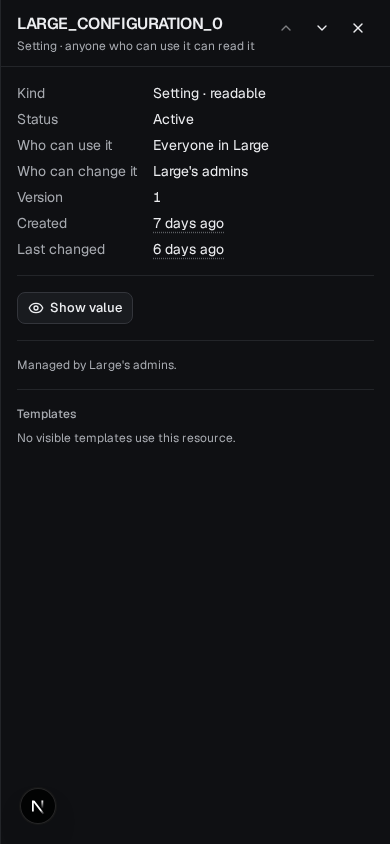 LARGE_CONFIGURATION_0
Setting · anyone who can use it can read it
Kind Setting · readable
Status Active
Who can use it Everyone in Large
Who can change it Large's admins
Version 1
Created 7 days ago
Last changed 6 days ago
Show value
Managed by Large's admins.
Templates
No visible templates use this resource.
N